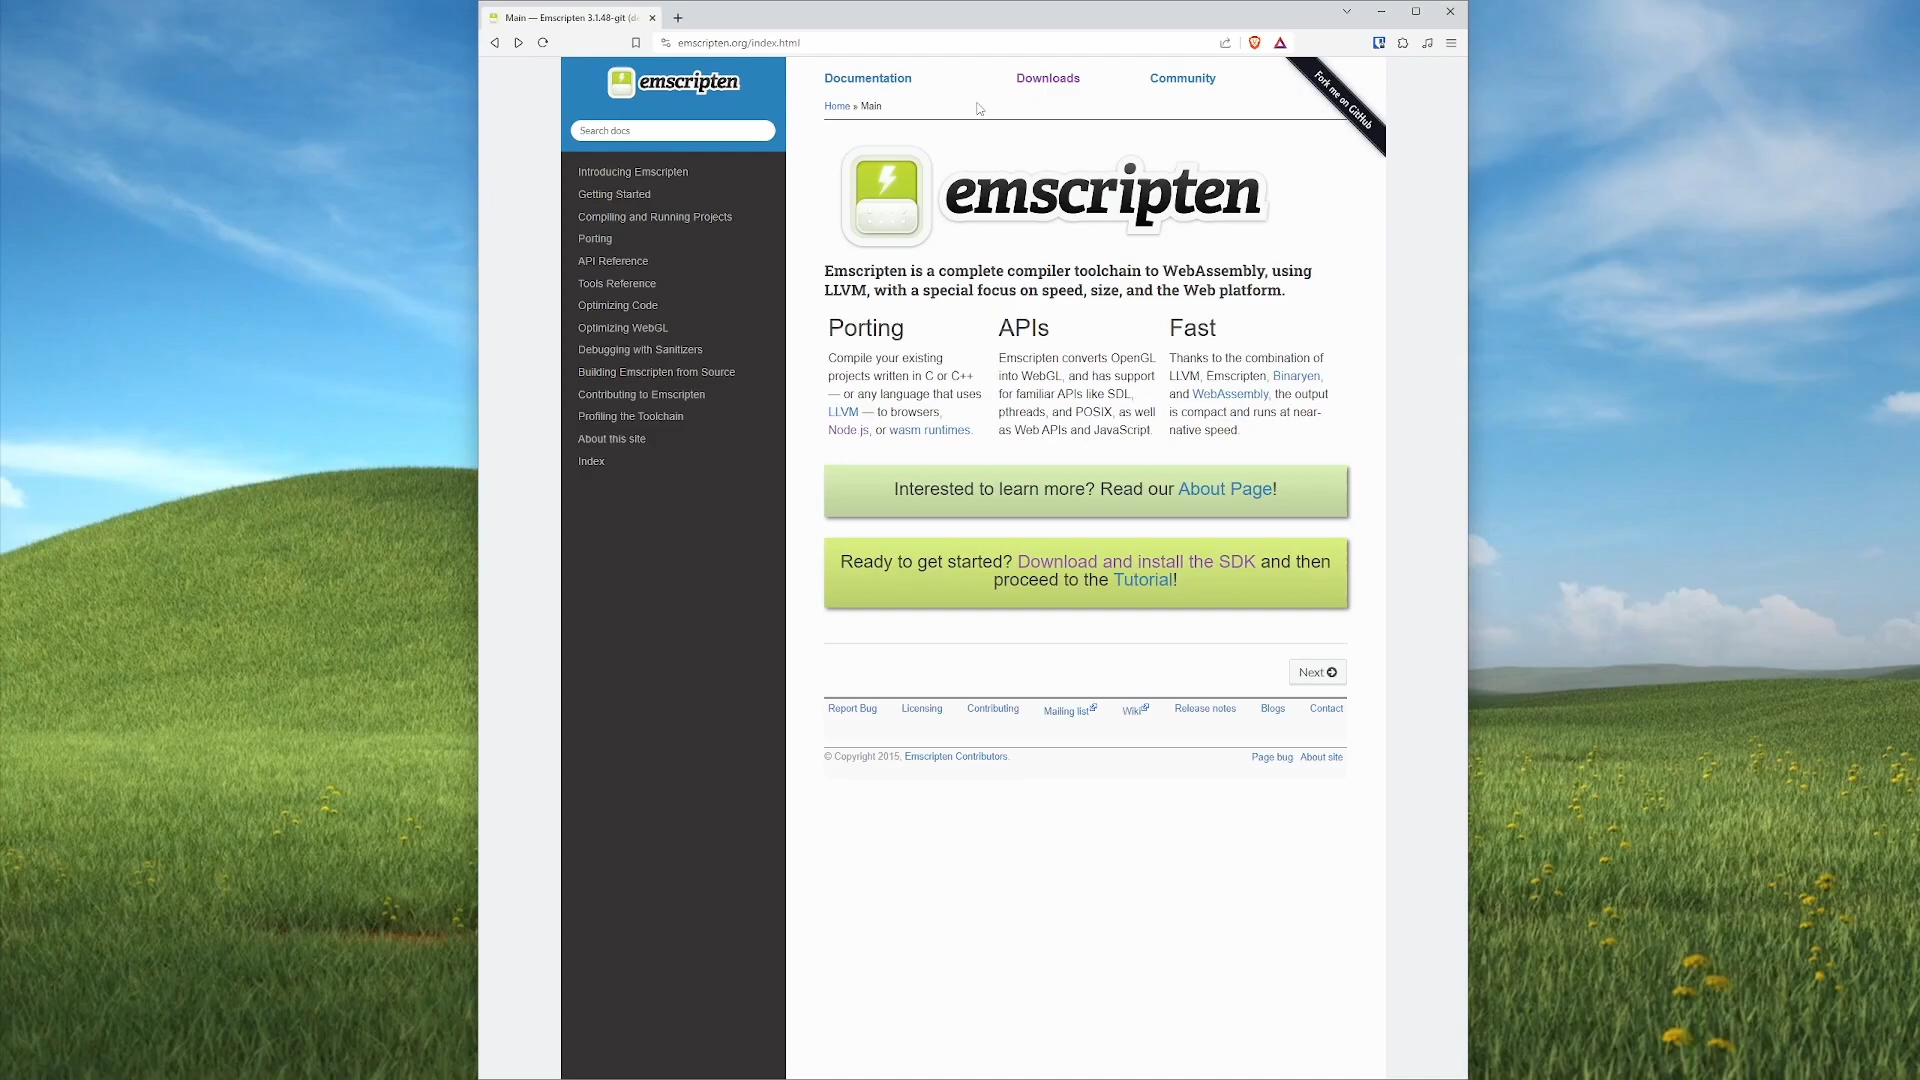 Main — Emscripten 3.1.48-git (de
emscripten.org/index.html
emscripten
Search docs
Introducing Emscripten
Getting Started
Compiling and Running Projects
Porting
API Reference
Tools Reference
Optimizing Code
Optimizing WebGL
Debugging with Sanitizers
Building Emscripten from Source
Contributing to Emscripten
Profiling the Toolchain
About this site
Index
Documentation
Downloads
Community
Fork me on GitHub
Home » Main
emscripten
Emscripten is a complete compiler toolchain to WebAssembly, using
LLVM, with a special focus on speed, size, and the Web platform.
Porting
Compile your existing
projects written in C or C++
— or any language that uses
LLVM — to browsers,
Node.js, or wasm runtimes.
APIs
Emscripten converts OpenGL
into WebGL, and has support
for familiar APIs like SDL,
pthreads, and POSIX, as well
as Web APIs and JavaScript.
Fast
Thanks to the combination of
LLVM, Emscripten, Binaryen,
and WebAssembly, the output
is compact and runs at near-
native speed.
Interested to learn more? Read our About Page!
Ready to get started? Download and install the SDK and then
proceed to the Tutorial!
Next
Report Bug
Licensing
Contributing
Mailing list
Wiki
Release notes
Blogs
Contact
© Copyright 2015, Emscripten Contributors.
Page bug
About site